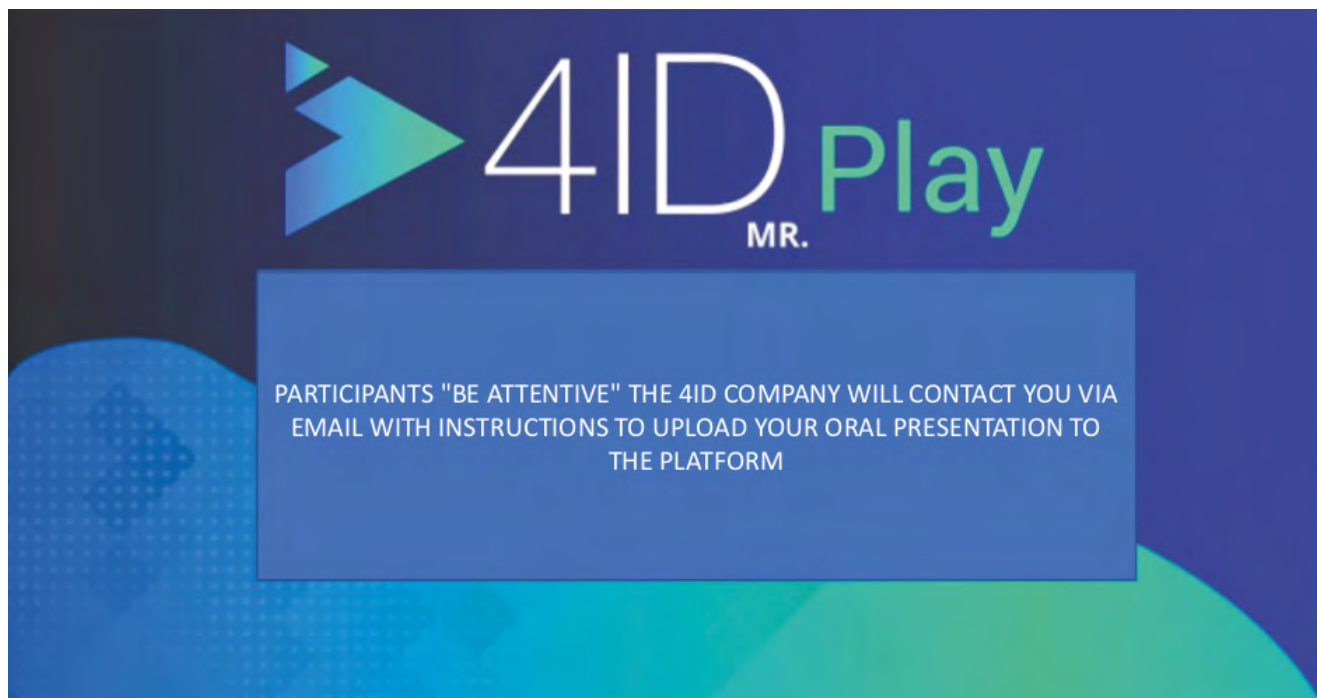 4ID Play
MR.
PARTICIPANTS "BE ATTENTIVE" THE 4ID COMPANY WILL CONTACT YOU VIA
EMAIL WITH INSTRUCTIONS TO UPLOAD YOUR ORAL PRESENTATION TO
THE PLATFORM